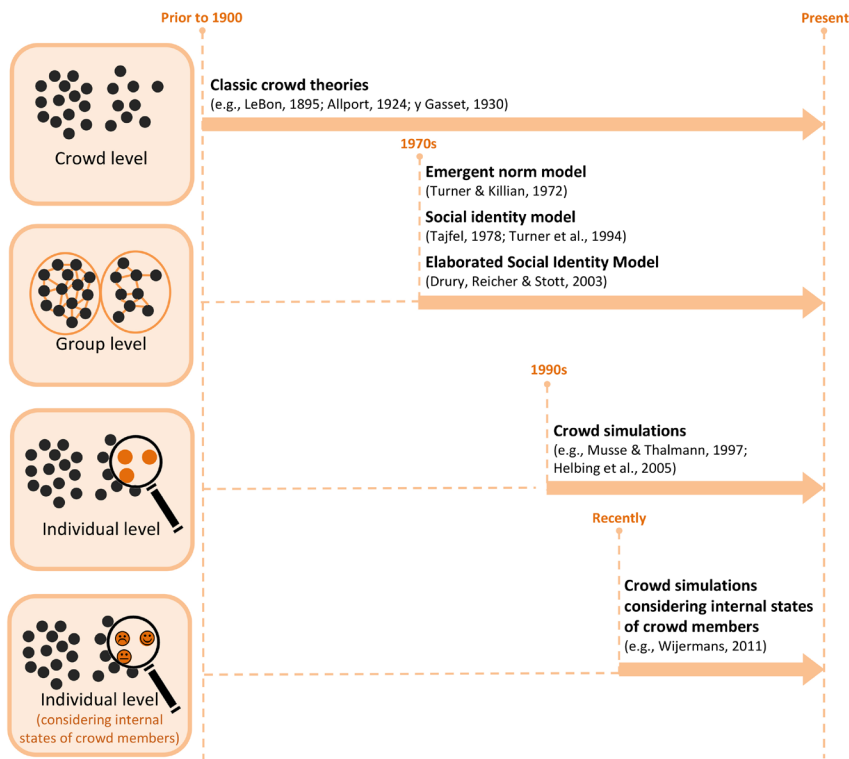 Prior to 1900
Present
Classic crowd theories
(e.g., LeBon, 1895; Allport, 1924; y Gasset, 1930)
Crowd level
1970s
Emergent norm model
(Turner & Killian, 1972)
Social identity model
(Tajfel, 1978; Turner et al., 1994)
Elaborated Social Identity Model
(Drury, Reicher & Stott, 2003)
Group level
1990s
Crowd simulations
(e.g., Musse & Thalmann, 1997;
Helbing et al., 2005)
Individual level
Recently
Crowd simulations
considering internal states
of crowd members
(e.g., Wijermans, 2011)
Individual level
(considering internal
states of crowd members)